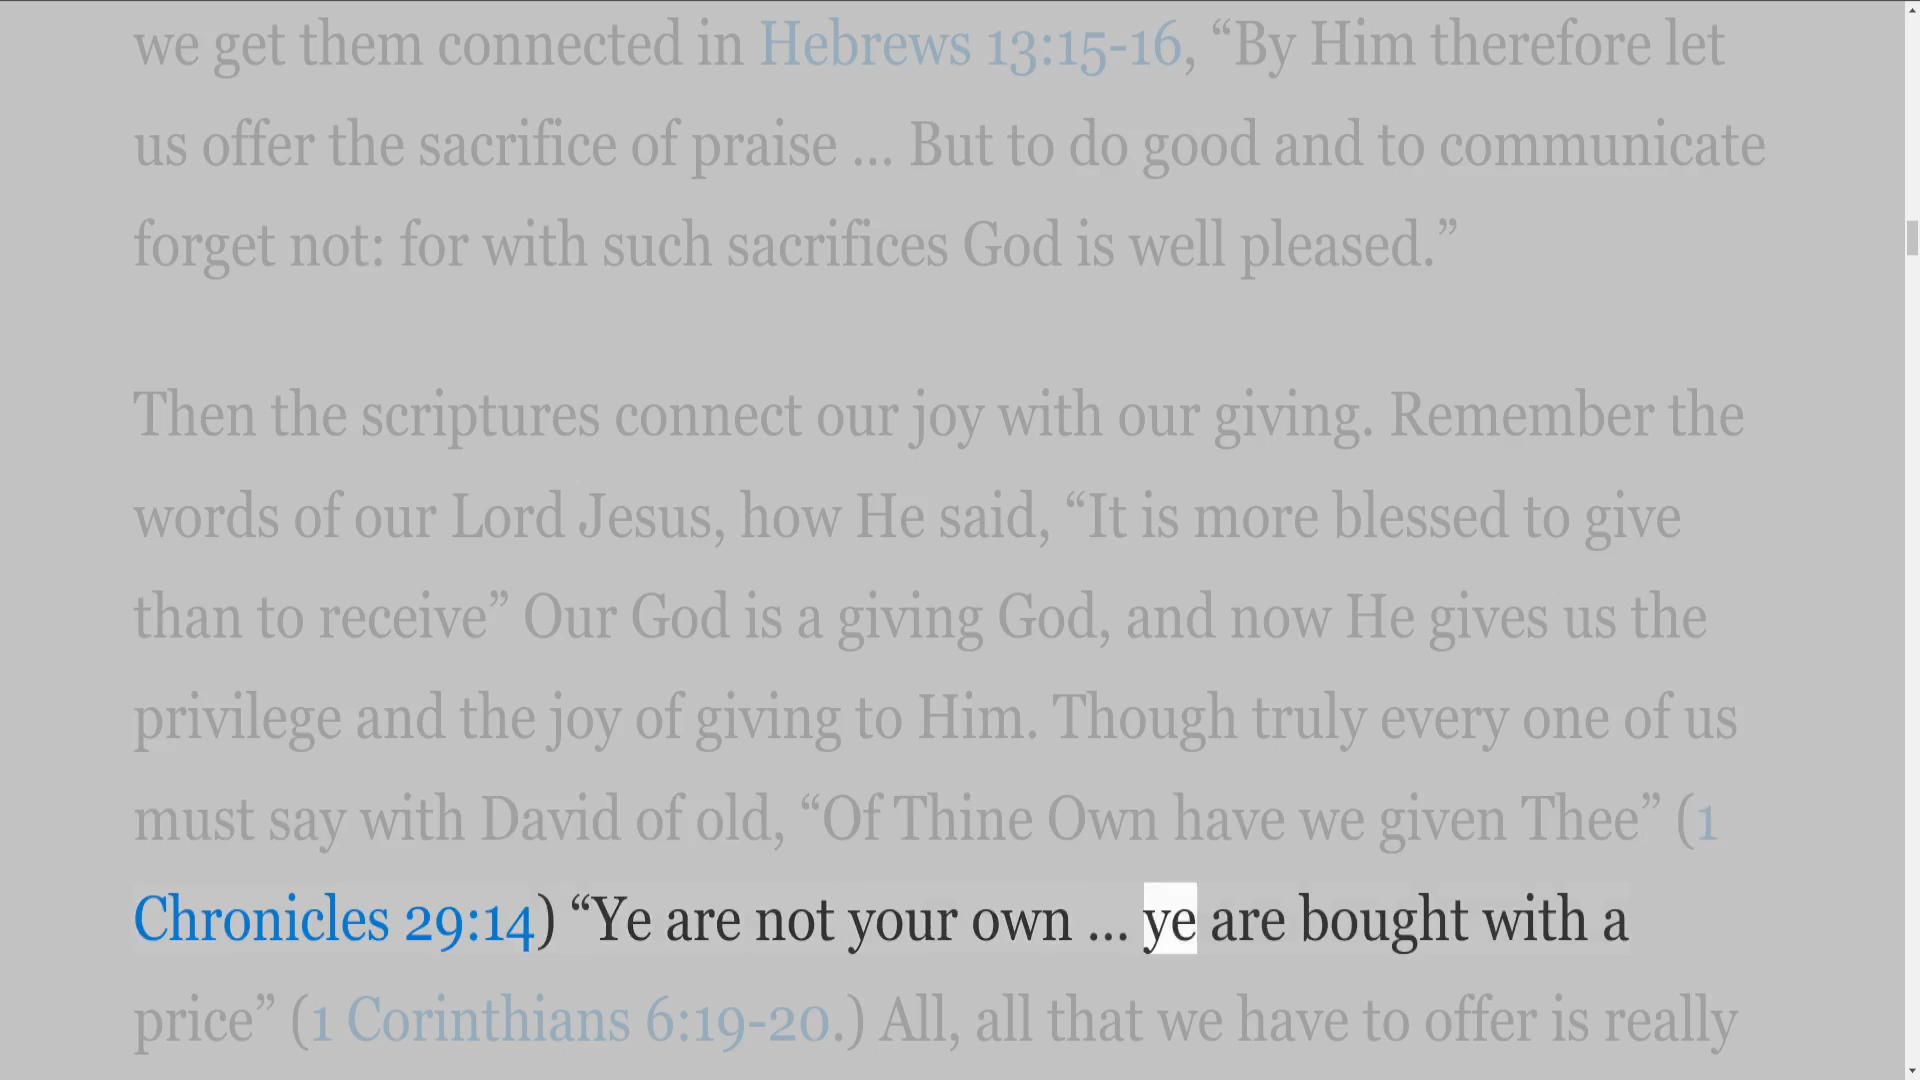 we get them connected in Hebrews 13:15-16, “By Him therefore let
us offer the sacrifice of praise ... But to do good and to communicate
forget not: for with such sacrifices God is well pleased.”
Then the scriptures connect our joy with our giving. Remember the
words of our Lord Jesus, how He said, “It is more blessed to give
than to receive” Our God is a giving God, and now He gives us the
privilege and the joy of giving to Him. Though truly every one of us
must say with David of old, “Of Thine Own have we given Thee” (1
Chronicles 29:14) “Ye are not your own ... ye are bought with a
price” (1 Corinthians 6:19-20.) All, all that we have to offer is really